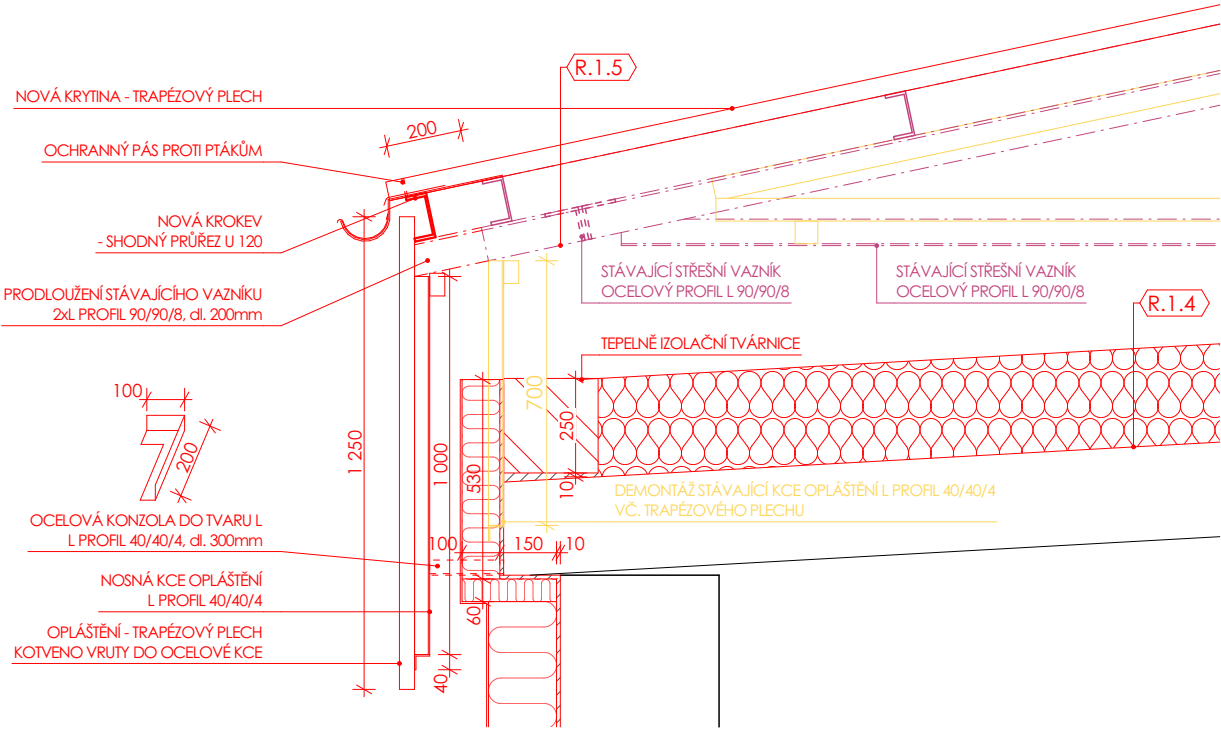 R.1.5
NOVÁ KRYTINA - TRAPÉZOVÝ PLECH
200
OCHRANNÝ PÁS PROTI PTÁKŮM
NOVÁ KROKEV
- SHODNÝ PRŮŘEZ U 120
PRODLOUŽENÍ STÁVAJÍCÍHO VAZNÍKU
2xL PROFIL 90/90/8, dl. 200mm
STÁVAJÍCÍ STŘEŠNÍ VAZNÍK
OCELOVÝ PROFIL L 90/90/8
STÁVAJÍCÍ STŘEŠNÍ VAZNÍK
OCELOVÝ PROFIL L 90/90/8
R.1.4
TEPELNĚ IZOLAČNÍ TVÁRNICE
100
200
1 250
1 000
530
700
250
10
DEMONTÁŽ STÁVAJÍCÍ KCE OPLÁŠTĚNÍ L PROFIL 40/40/4
VČ. TRAPÉZOVÉHO PLECHU
OCELOVÁ KONZOLA DO TVARU L
L PROFIL 40/40/4, dl. 300mm
100
150
10
NOSNÁ KCE OPLÁŠTĚNÍ
L PROFIL 40/40/4
60
OPLÁŠTĚNÍ - TRAPÉZOVÝ PLECH
KOTVENO VRUTY DO OCELOVÉ KCE
40